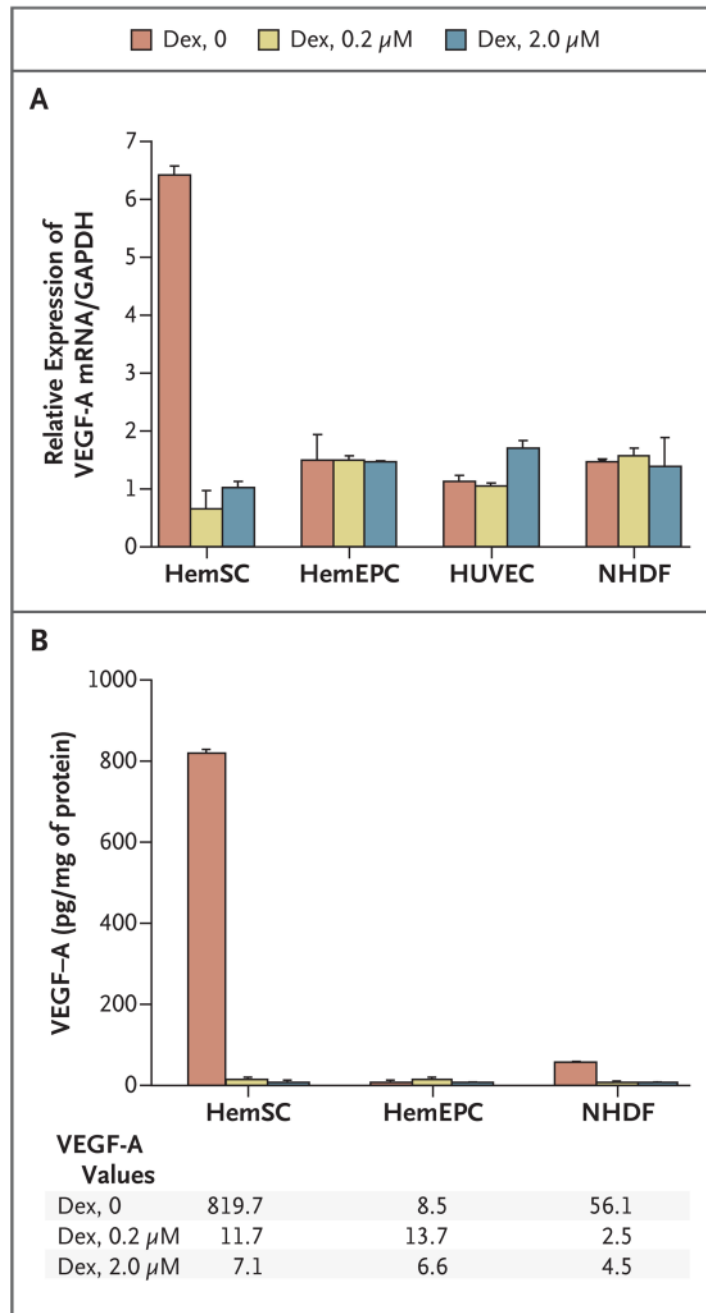 Dex, 0 Dex, 0.2 μM Dex, 2.0 μM
A
Relative Expression of
VEGF-A mRNA/GAPDH
7
6
5
4
3
2
1
0
HemSC HemEPC HUVEC NHDF
B
VEGF–A (pg/mg of protein)
1000
800
600
400
200
0
HemSC HemEPC NHDF
VEGF-A
Values
Dex, 0 819.7 8.5 56.1
Dex, 0.2 μM 11.7 13.7 2.5
Dex, 2.0 μM 7.1 6.6 4.5